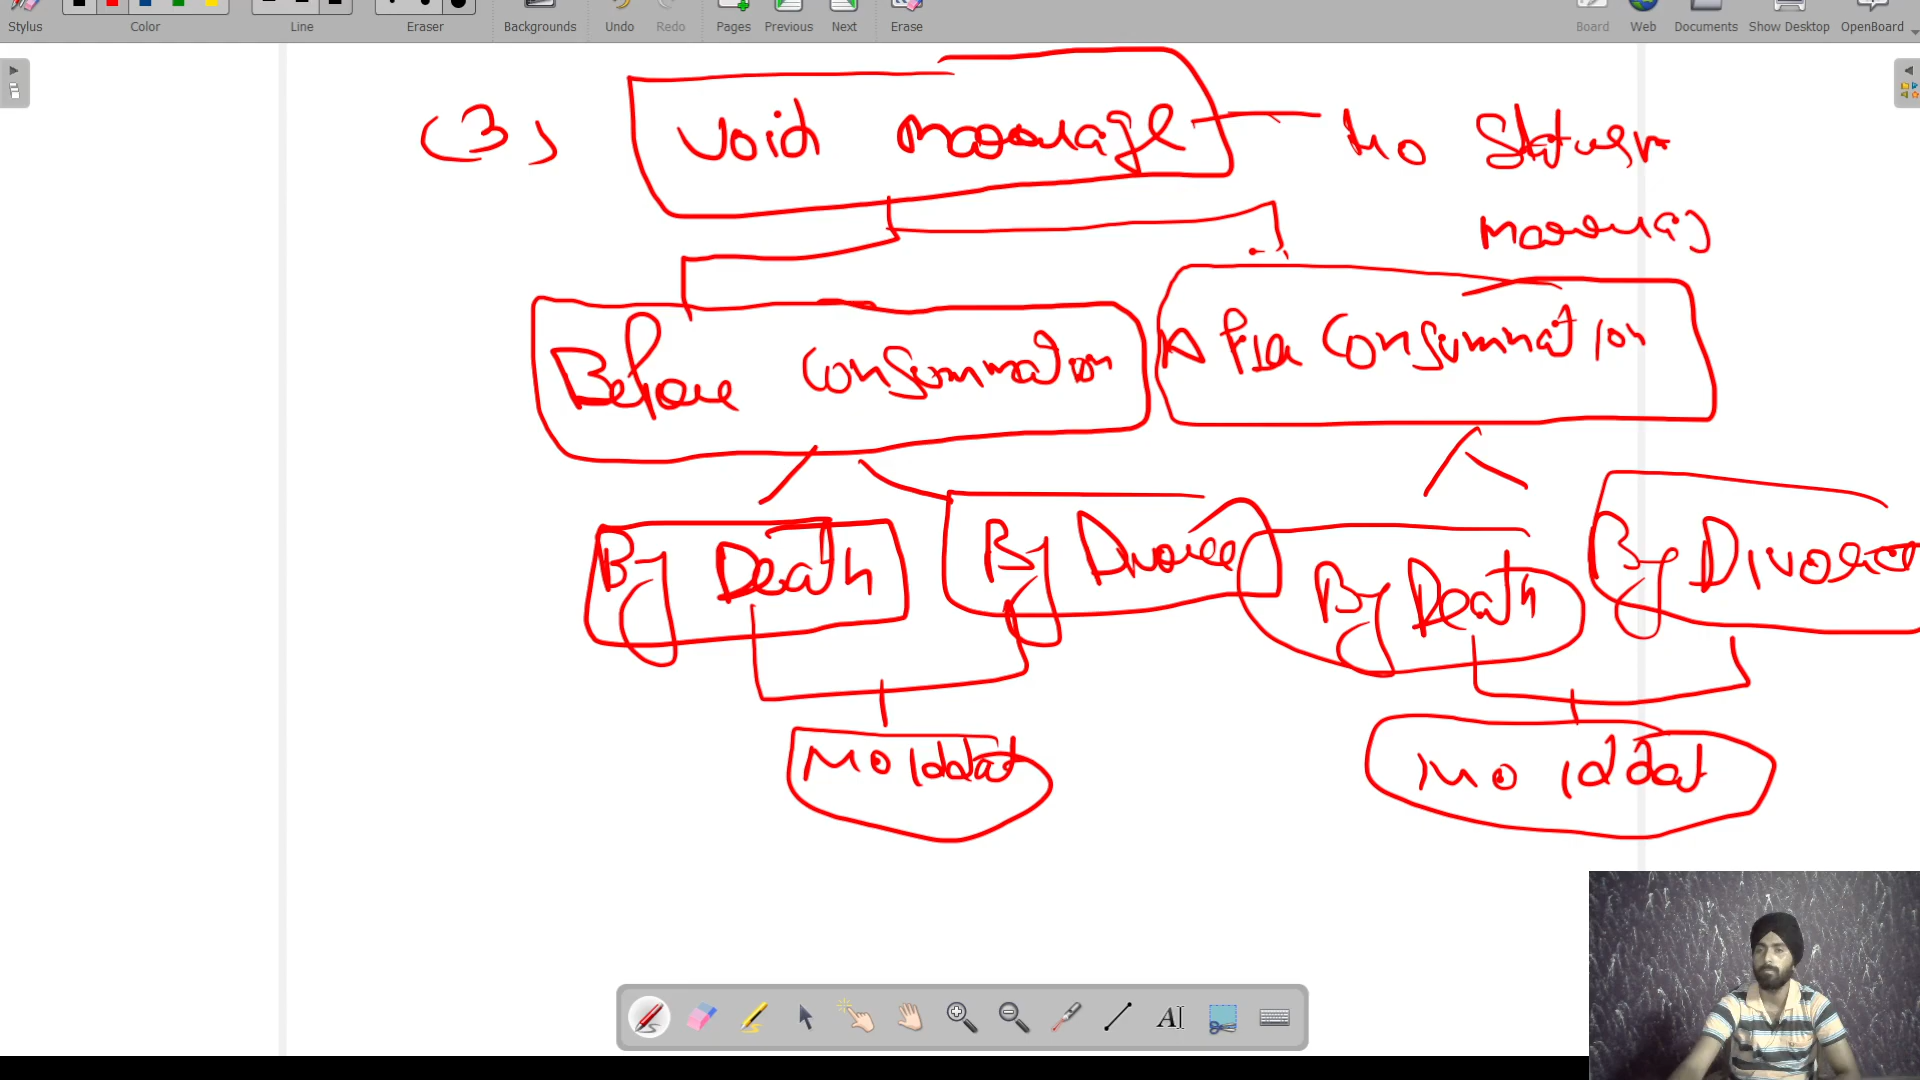 Stylus Color Line Eraser Backgrounds Undo Redo Pages Previous Next Erase Board Web Documents Show Desktop OpenBoard
(3) Void marriage No Status
marriage
Before Consummation After Consummation
By Death By Divorce By Death By Divorce
No Iddat No iddat